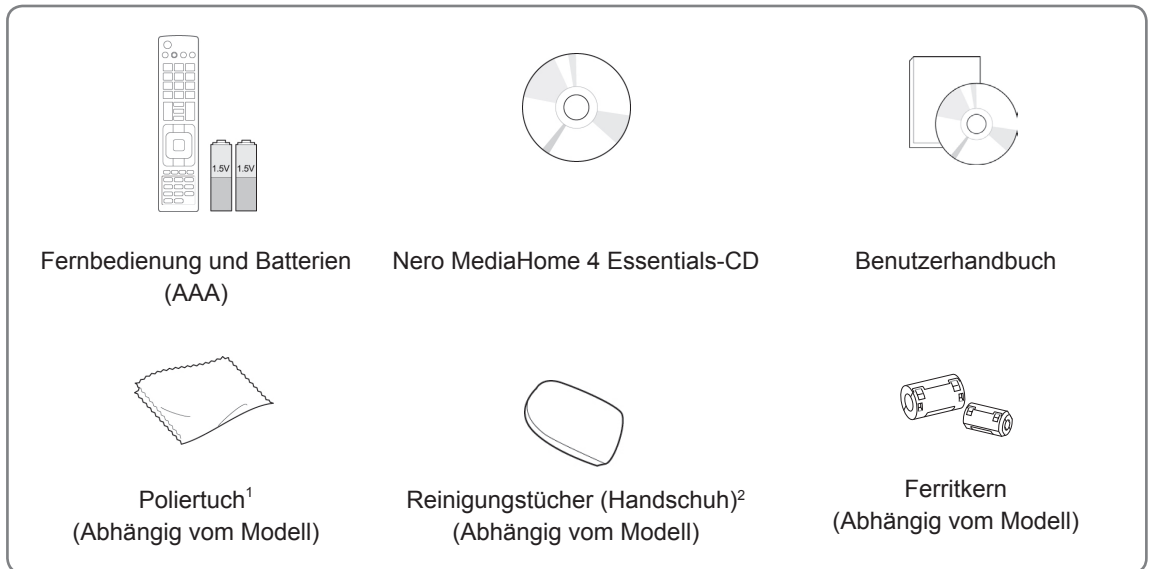 1.5V 1.5V
Fernbedienung und Batterien
(AAA)
Nero MediaHome 4 Essentials-CD
Benutzerhandbuch
Poliertuch¹
(Abhängig vom Modell)
Reinigungstücher (Handschuh)²
(Abhängig vom Modell)
Ferritkern
(Abhängig vom Modell)